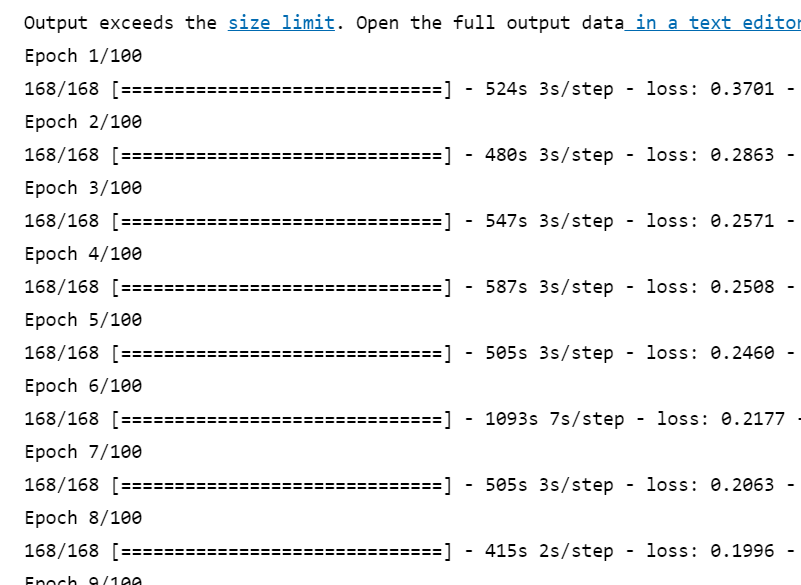 Output exceeds the size limit. Open the full output data in a text editor
Epoch 1/100
168/168 [==============================] - 524s 3s/step - loss: 0.3701 -
Epoch 2/100
168/168 [==============================] - 480s 3s/step - loss: 0.2863 -
Epoch 3/100
168/168 [==============================] - 547s 3s/step - loss: 0.2571 -
Epoch 4/100
168/168 [==============================] - 587s 3s/step - loss: 0.2508 -
Epoch 5/100
168/168 [==============================] - 505s 3s/step - loss: 0.2460 -
Epoch 6/100
168/168 [==============================] - 1093s 7s/step - loss: 0.2177 -
Epoch 7/100
168/168 [==============================] - 505s 3s/step - loss: 0.2063 -
Epoch 8/100
168/168 [==============================] - 415s 2s/step - loss: 0.1996 -
Epoch 9/100